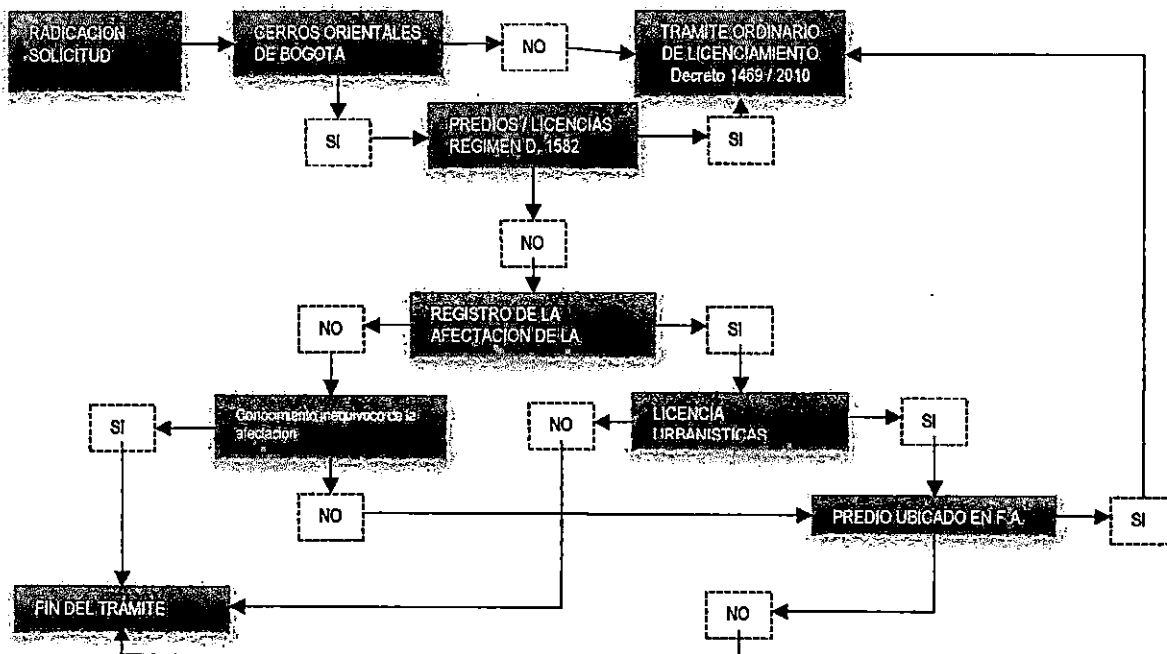 RADICACION
SOLICITUD
CERROS ORIENTALES
DE BOGOTA
NO
TRAMITE ORDINARIO
DE LICENCIAMIENTO
Decreto 1469 / 2010
SI
PREDIOS / LICENCIAS
REGIMEN D. 1582
SI
NO
NO
REGISTRO DE LA
AFECTACION DE LA
SI
SI
Conocimiento inequivoco de la
afectacion
NO
LICENCIA
URBANISTICAS
SI
NO
PREDIO UBICADO EN F.A.
SI
FIN DEL TRAMITE
NO